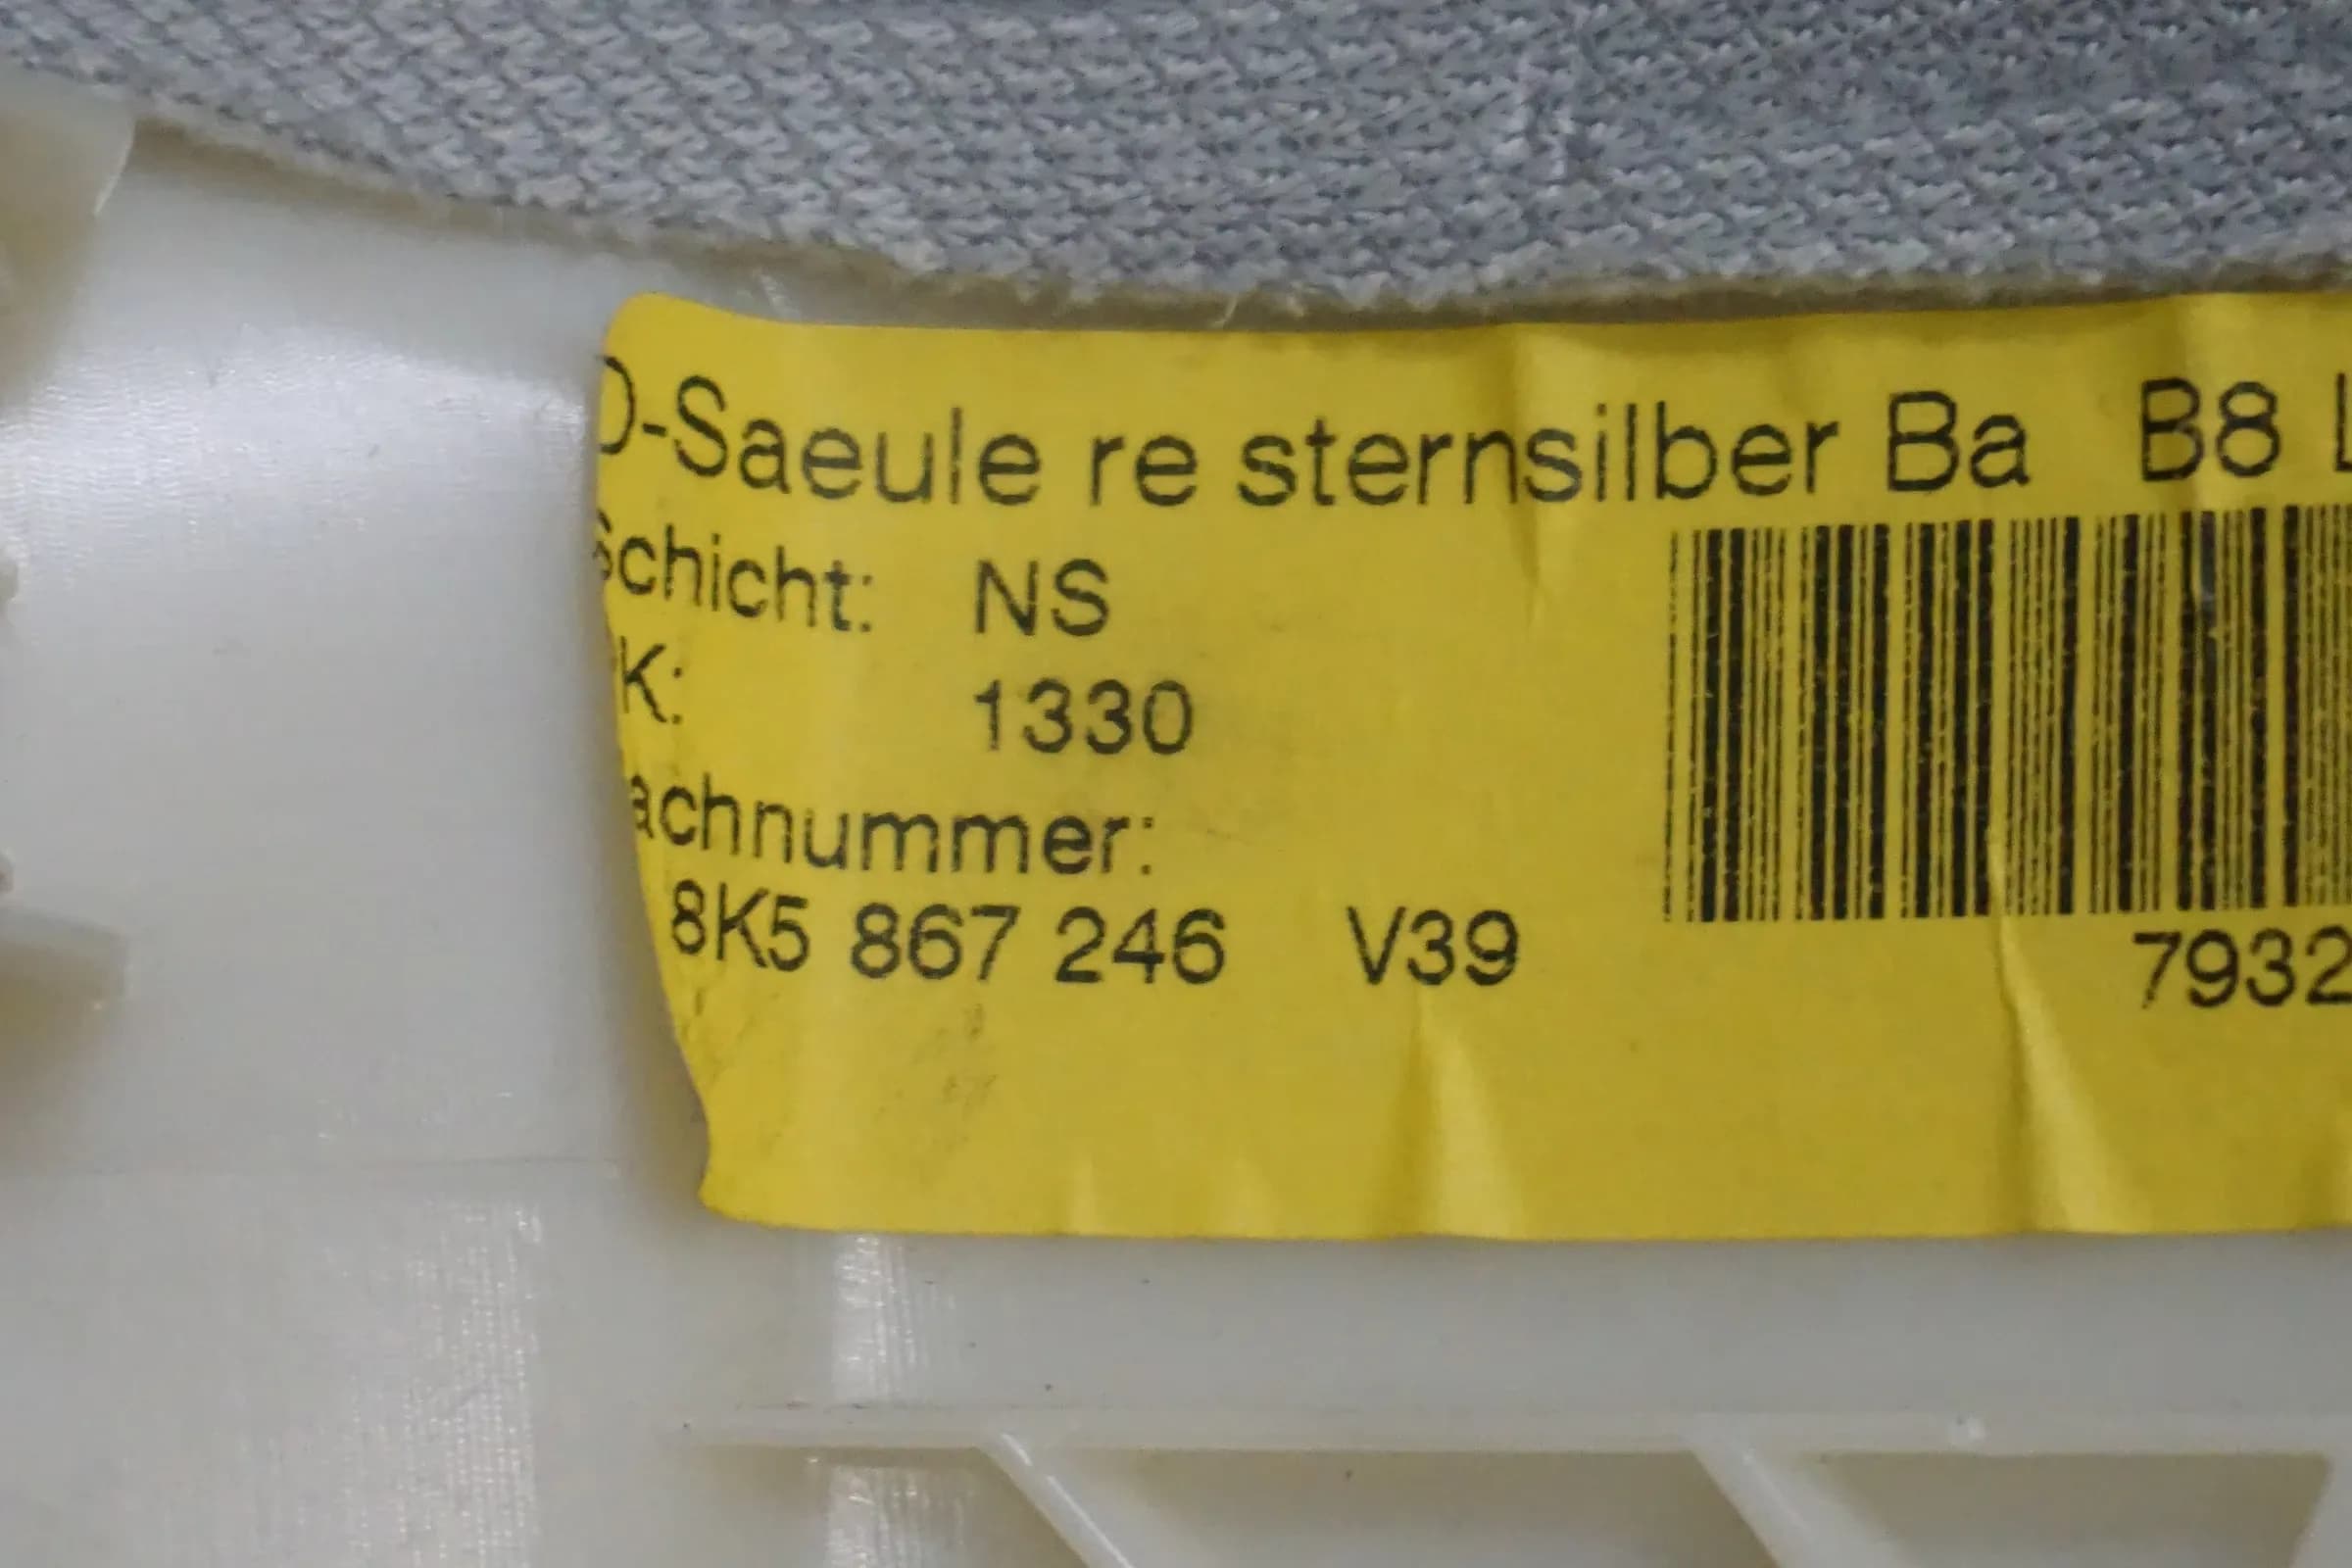 D-Saeule re sternsilber Ba B8 L
Schicht: NS
K: 1330
achnummer:
8K5 867 246 V39
7932